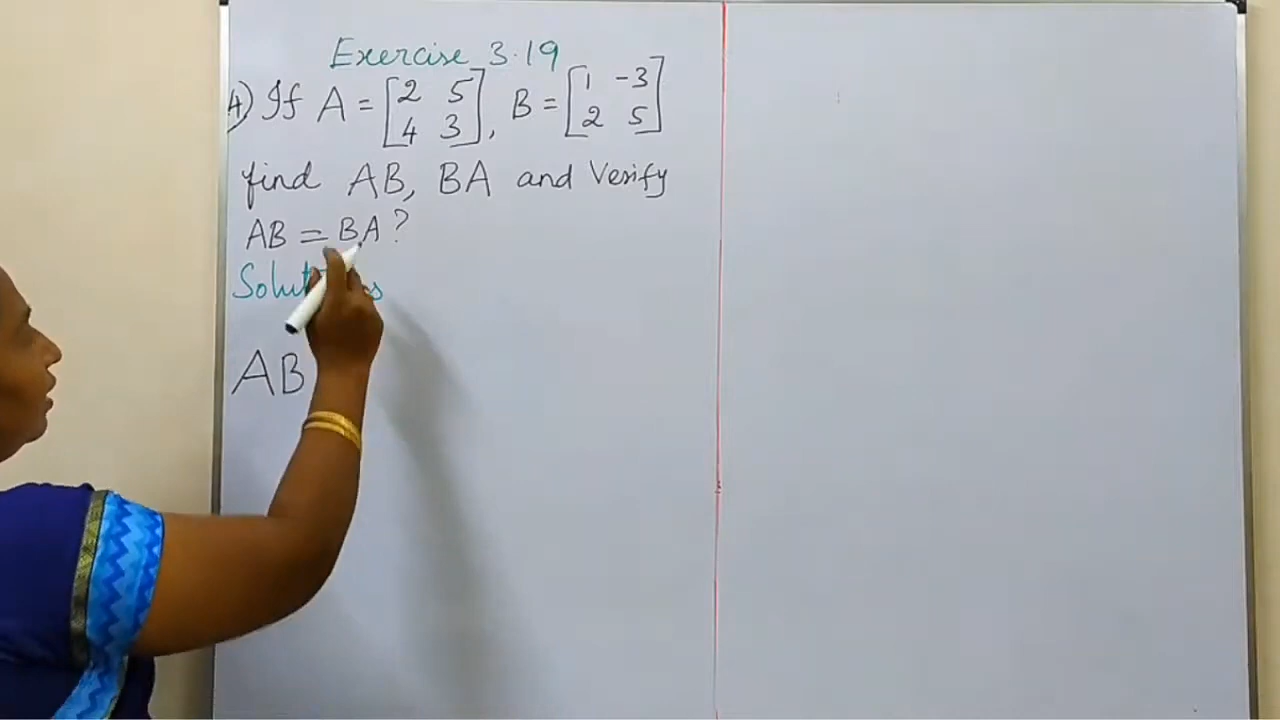 Exercise 3.19
4) If A = [2 5 4 3], B = [1 -3 2 5]
find AB, BA and Verify
AB = BA?
AB